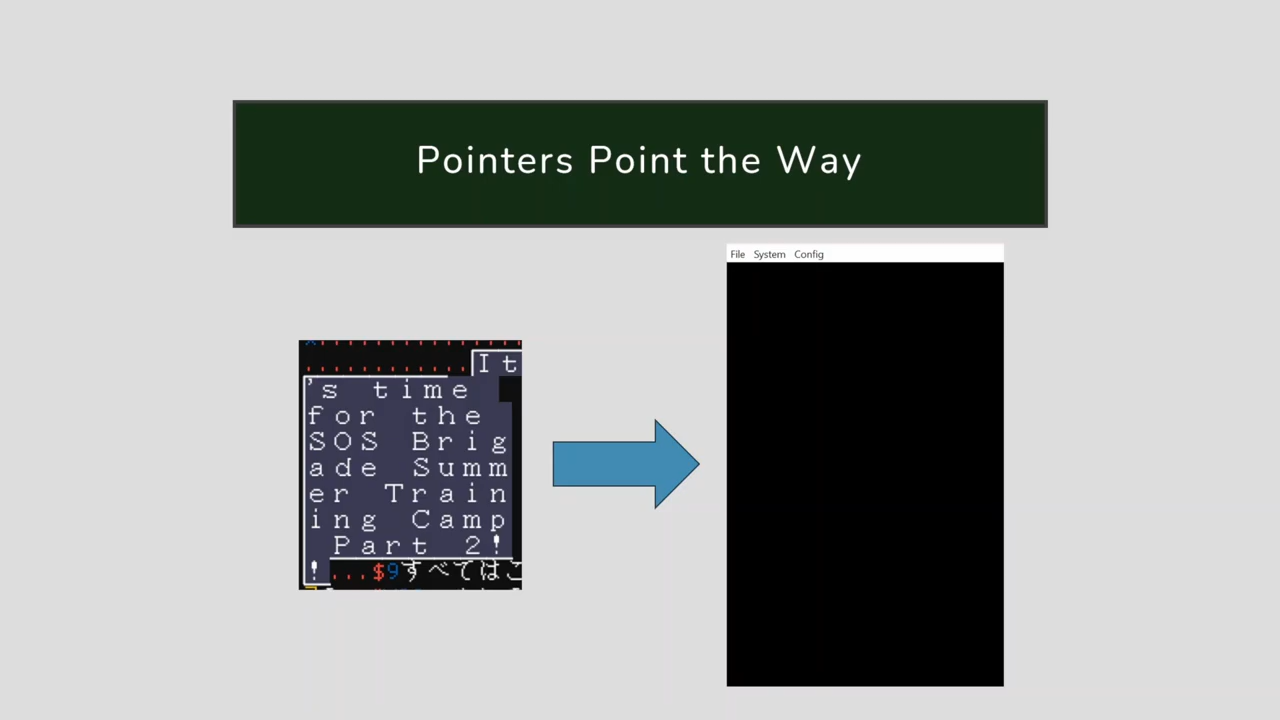 Pointers Point the Way
File System Config
It
's time
for the
SOS Brig
ade Summ
er Train
ing Camp
Part 2!
!...$9すべてはこ